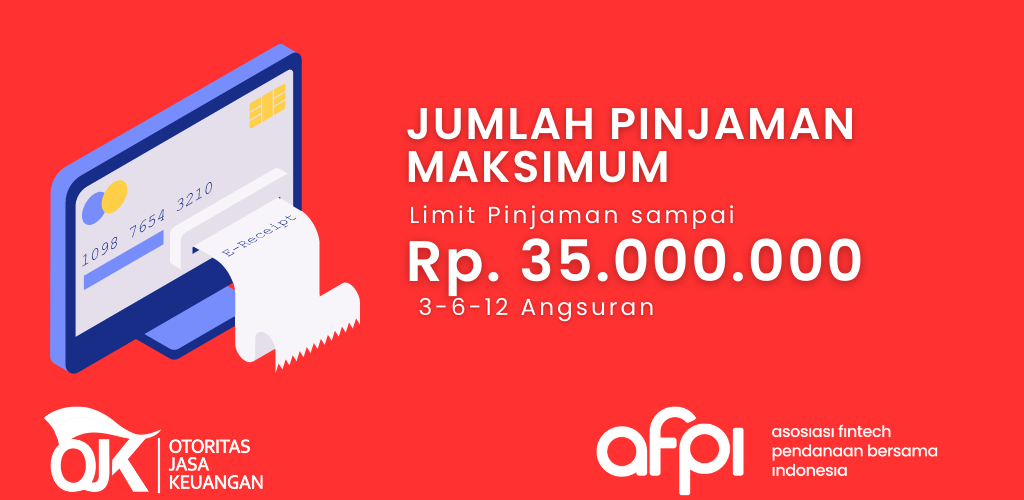 JUMLAH PINJAMAN
MAKSIMUM
Limit Pinjaman sampai
Rp. 35.000.000
3-6-12 Angsuran
1098 7654 3210
E-Receipt
OJK
OTORITAS
JASA
KEUANGAN
afpi
asosiasi fintech
pendanaan bersama
indonesia